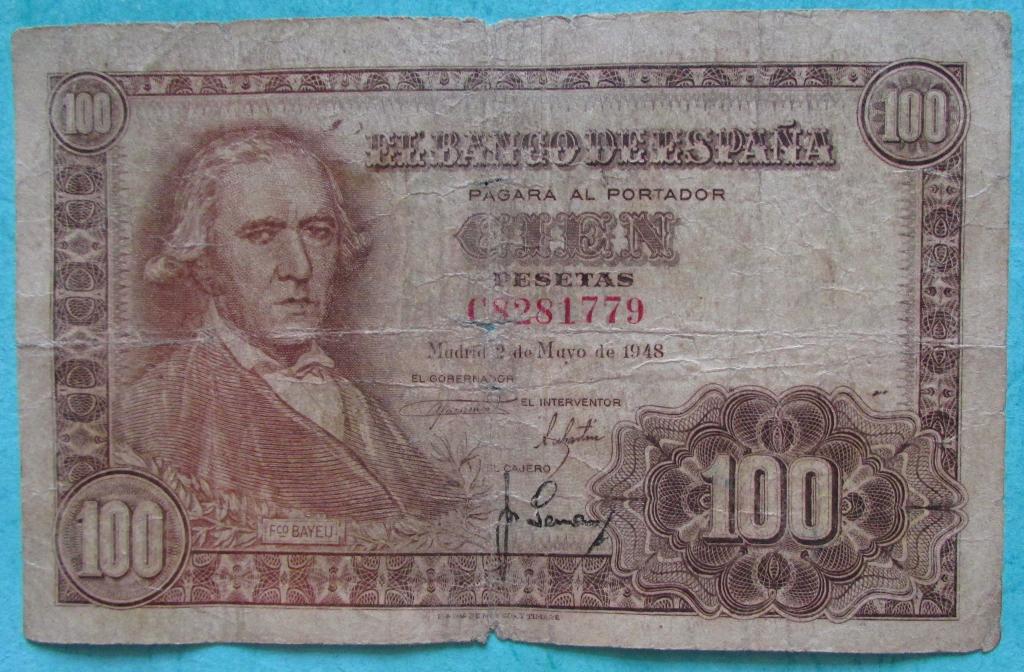 100
100
EL BANCO DE ESPAÑA
PAGARÁ AL PORTADOR
CIEN
PESETAS
C8281779
Madrid 2 de Mayo de 1948
EL GOBERNADOR
EL INTERVENTOR
EL CAJERO
100
100
FCO BAYEU